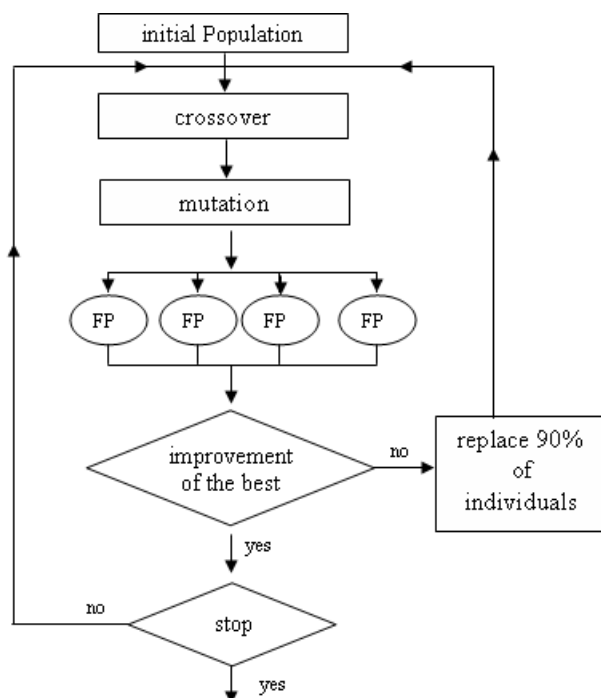 initial Population
crossover
mutation
FP
FP
FP
FP
improvement
of the best
no
replace 90%
of
individuals
yes
no
stop
yes